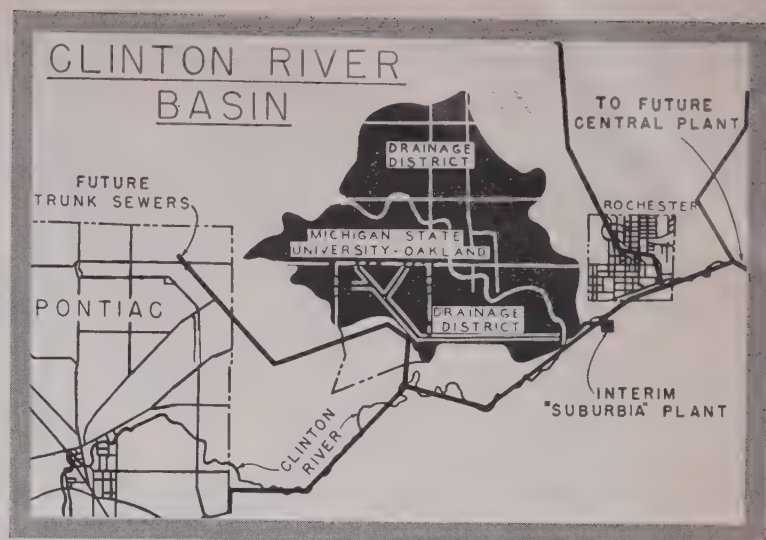 CLINTON RIVER
BASIN
TO FUTURE
CENTRAL PLANT
DRAINAGE
DISTRICT
FUTURE
TRUNK SEWERS
ROCHESTER
MICHIGAN STATE
UNIVERSITY-OAKLAND
PONTIAC
DRAINAGE
DISTRICT
INTERIM
"SUBURBIA" PLANT
CLINTON
RIVER